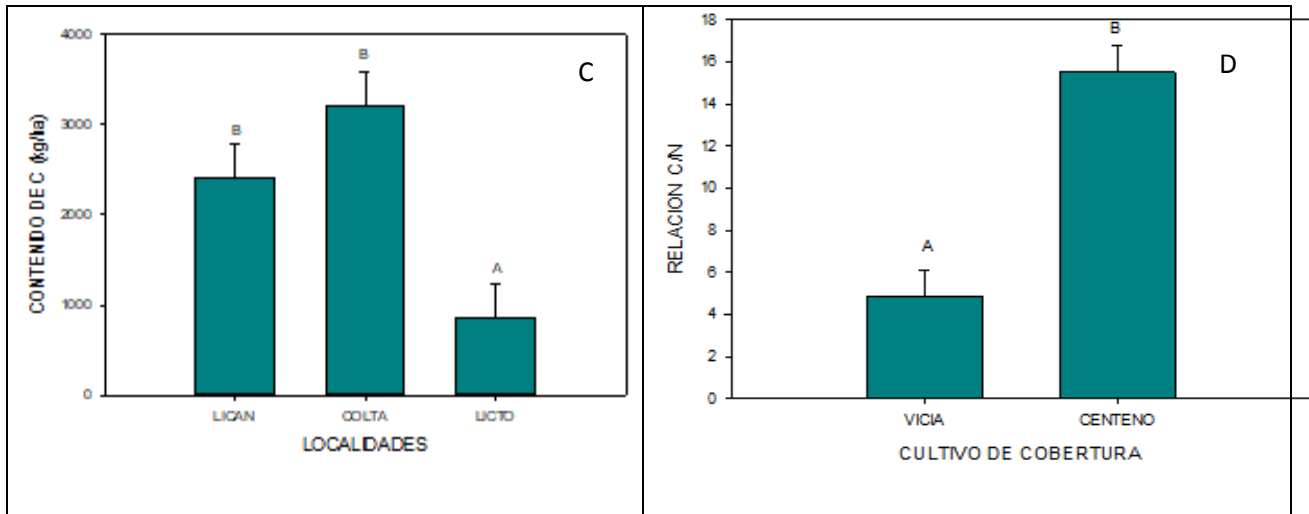 C
CONTENIDO DE C (kg/ha)
4000
3000
2000
1000
0
B
B
A
LICAN COLTA LICTO
LOCALIDADES
D
RELACION C/N
18
16
14
12
10
8
6
4
2
0
A
B
VICIA CENTENO
CULTIVO DE COBERTURA